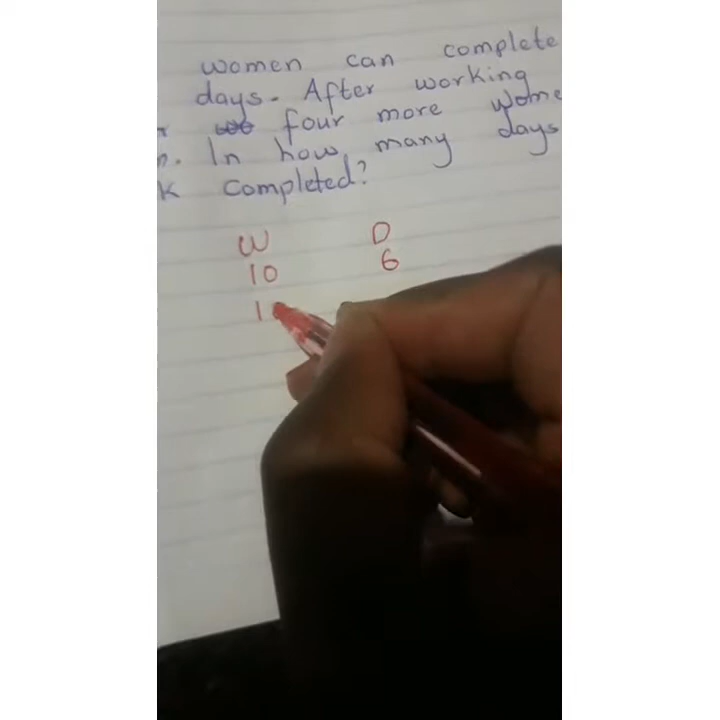 women can complete
days. After working
four more wome
. In how many days
K completed?
W D
10 6
1